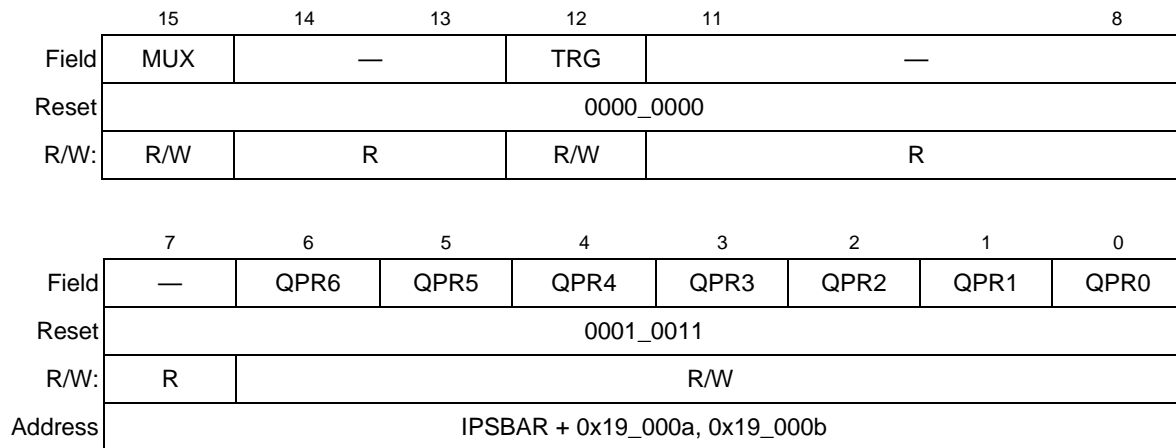 15 14 13 12 11 8
Field MUX — TRG —
Reset 0000_0000
R/W: R/W R R/W R
7 6 5 4 3 2 1 0
Field — QPR6 QPR5 QPR4 QPR3 QPR2 QPR1 QPR0
Reset 0001_0011
R/W: R R/W
Address IPSBAR + 0x19_000a, 0x19_000b